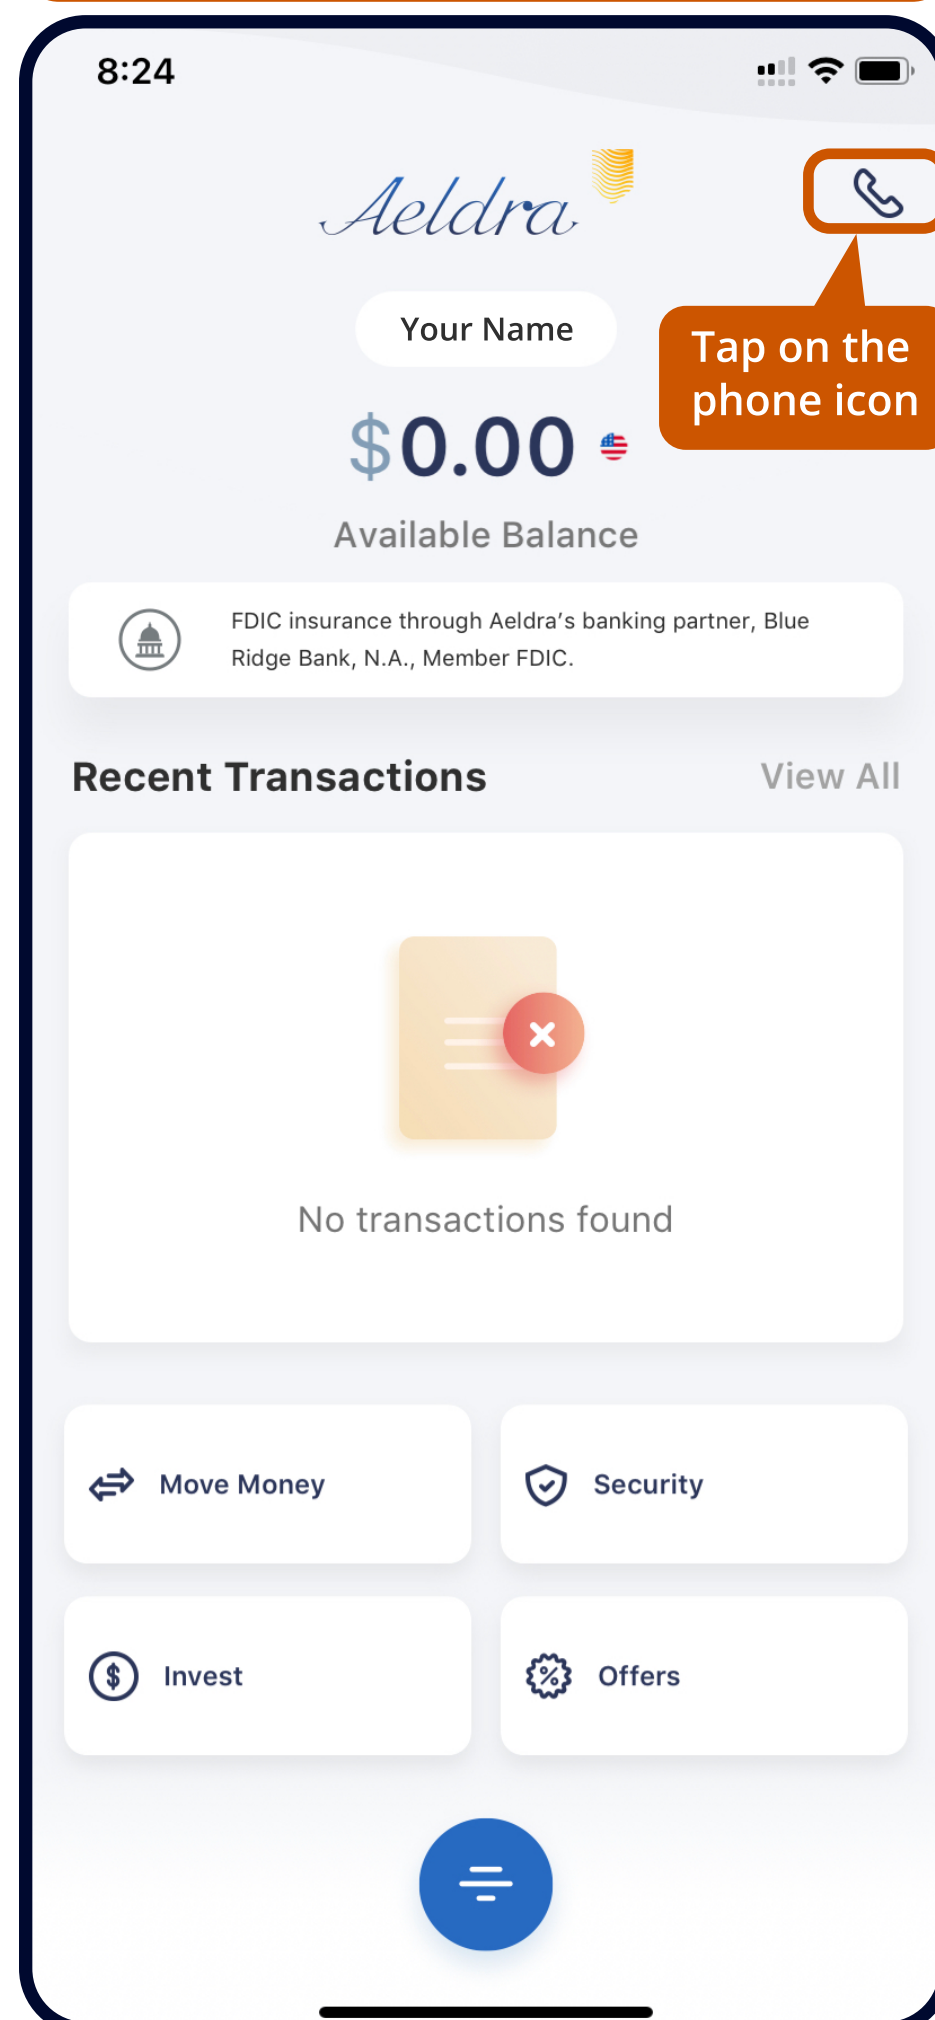 8:24
Aeldra
Your Name
Tap on the
phone icon
$0.00
Available Balance
FDIC insurance through Aeldra’s banking partner, Blue
Ridge Bank, N.A., Member FDIC.
Recent Transactions
View All
No transactions found
Move Money
Security
Invest
Offers